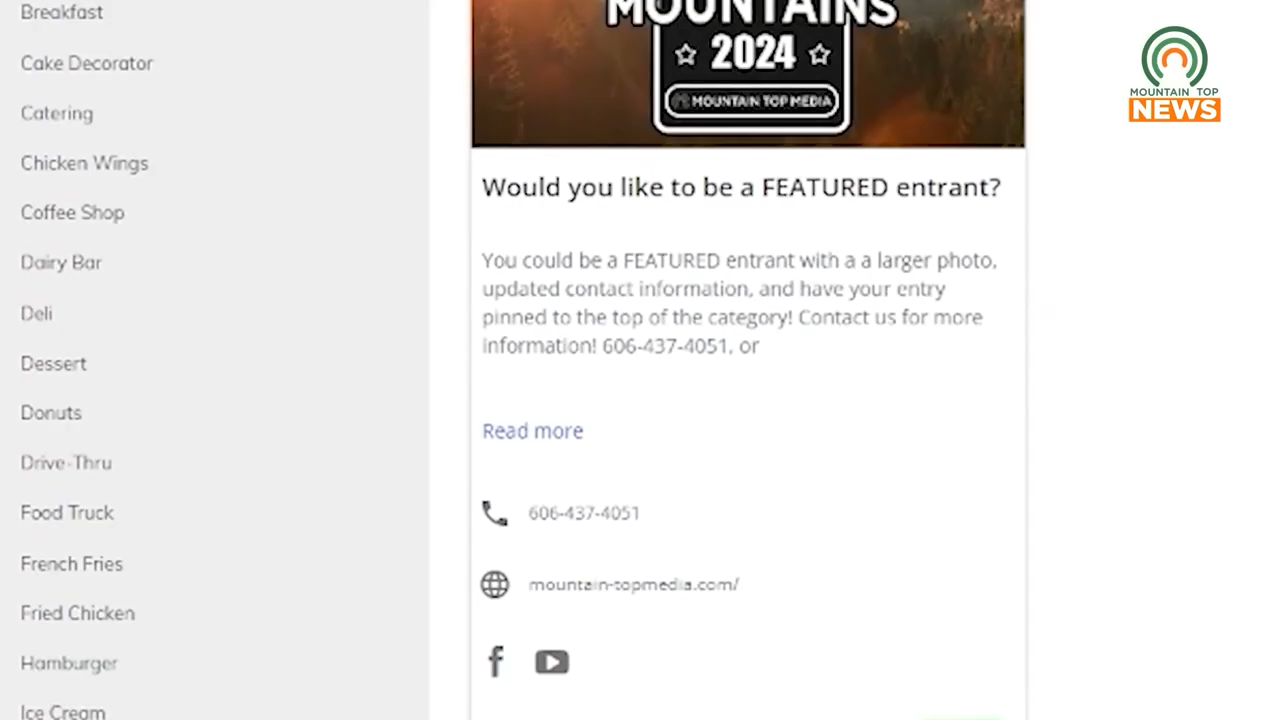 Breakfast
Cake Decorator
Catering
Chicken Wings
Coffee Shop
Dairy Bar
Deli
Dessert
Donuts
Drive-Thru
Food Truck
French Fries
Fried Chicken
Hamburger
Ice Cream
MOUNTAINS
2024
MOUNTAIN TOP MEDIA
Would you like to be a FEATURED entrant?
You could be a FEATURED entrant with a a larger photo,
updated contact information, and have your entry
pinned to the top of the category! Contact us for more
information! 606-437-4051, or
Read more
606-437-4051
mountain-topmedia.com/
MOUNTAIN TOP
NEWS